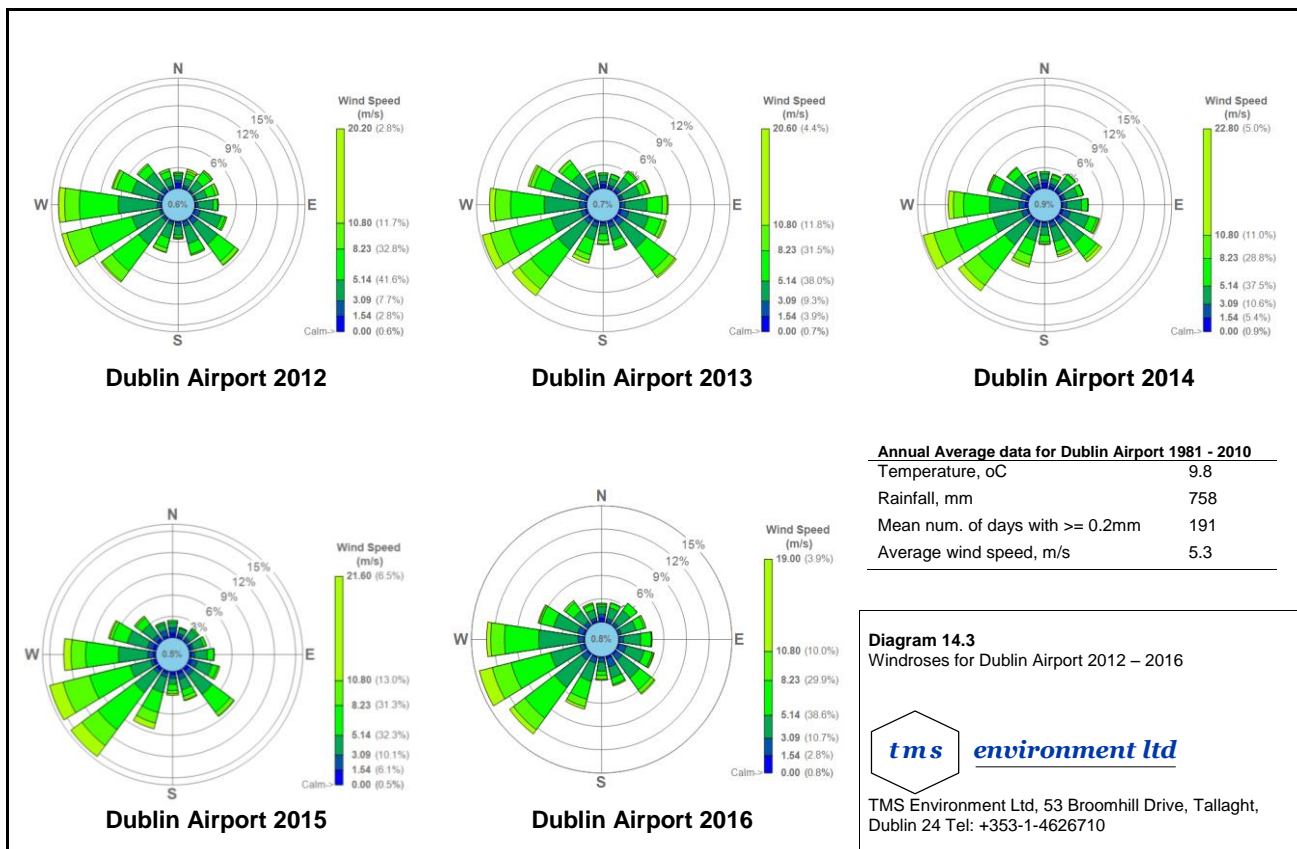 N
15%
12%
9%
6%
W
E
S
0.6%
Wind Speed
(m/s)
20.20 (2.8%)
10.80 (11.7%)
8.23 (32.8%)
5.14 (41.6%)
3.09 (7.7%)
1.54 (2.8%)
Calm-> 0.00 (0.6%)
Dublin Airport 2012
N
12%
9%
6%
W
E
S
0.7%
Wind Speed
(m/s)
20.60 (4.4%)
10.80 (11.8%)
8.23 (31.5%)
5.14 (38.0%)
3.09 (9.3%)
1.54 (3.9%)
Calm-> 0.00 (0.7%)
Dublin Airport 2013
N
15%
12%
9%
6%
W
E
S
0.9%
Wind Speed
(m/s)
22.80 (5.0%)
10.80 (11.0%)
8.23 (28.8%)
5.14 (37.5%)
3.09 (10.6%)
1.54 (5.4%)
Calm-> 0.00 (0.9%)
Dublin Airport 2014
N
15%
12%
9%
6%
3%
W
E
S
0.5%
Wind Speed
(m/s)
21.60 (6.5%)
10.80 (13.0%)
8.23 (31.3%)
5.14 (32.3%)
3.09 (10.1%)
1.54 (6.1%)
Calm-> 0.00 (0.5%)
Dublin Airport 2015
N
15%
12%
9%
6%
W
E
S
0.8%
Wind Speed
(m/s)
19.00 (3.9%)
10.80 (10.0%)
8.23 (29.9%)
5.14 (38.6%)
3.09 (10.7%)
1.54 (2.8%)
Calm-> 0.00 (0.8%)
Dublin Airport 2016
Annual Average data for Dublin Airport 1981 - 2010
Temperature, oC 9.8
Rainfall, mm 758
Mean num. of days with >= 0.2mm 191
Average wind speed, m/s 5.3
Diagram 14.3
Windroses for Dublin Airport 2012 – 2016
tms environment ltd
TMS Environment Ltd, 53 Broomhill Drive, Tallaght,
Dublin 24 Tel: +353-1-4626710